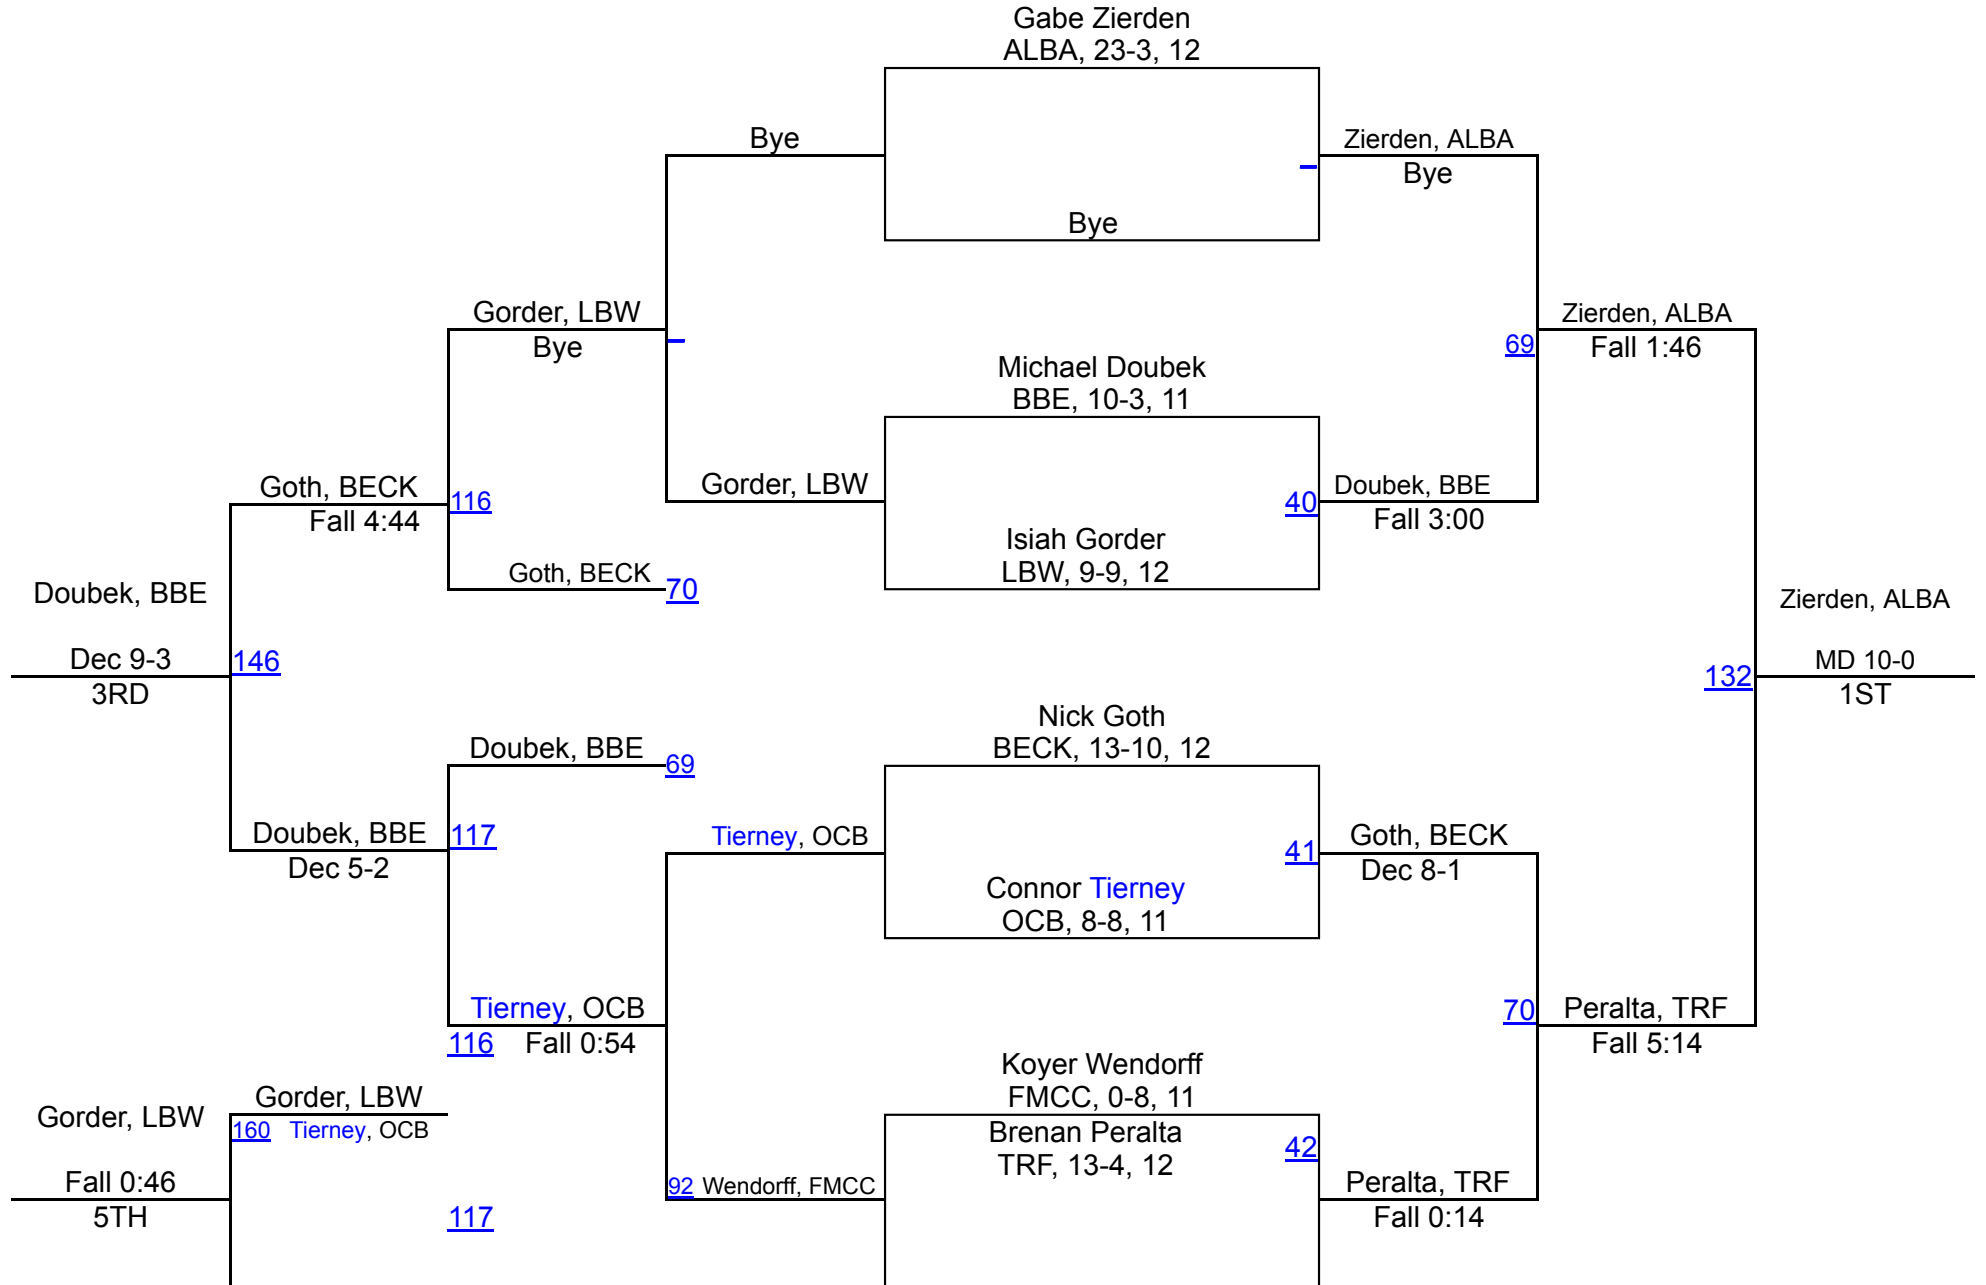 Gabe Zierden
ALBA, 23-3, 12
Bye
Zierden, ALBA
Bye
Bye
Gorder, LBW
Bye
Zierden, ALBA
69
Fall 1:46
Michael Doubek
BBE, 10-3, 11
Goth, BECK
116
Fall 4:44
Gorder, LBW
40
Doubek, BBE
Fall 3:00
Isiah Gorder
LBW, 9-9, 12
Goth, BECK
70
Doubek, BBE
Zierden, ALBA
Dec 9-3
146
3RD
132
MD 10-0
1ST
Nick Goth
BECK, 13-10, 12
Doubek, BBE
69
Doubek, BBE
117
Dec 5-2
Tierney, OCB
41
Goth, BECK
Dec 8-1
Connor Tierney
OCB, 8-8, 11
Tierney, OCB
116
Fall 0:54
70
Peralta, TRF
Fall 5:14
Koyer Wendorff
FMCC, 0-8, 11
Gorder, LBW
Gorder, LBW
160
Tierney, OCB
Brenan Peralta
TRF, 13-4, 12
42
Fall 0:46
5TH
117
92
Wendorff, FMCC
Peralta, TRF
Fall 0:14